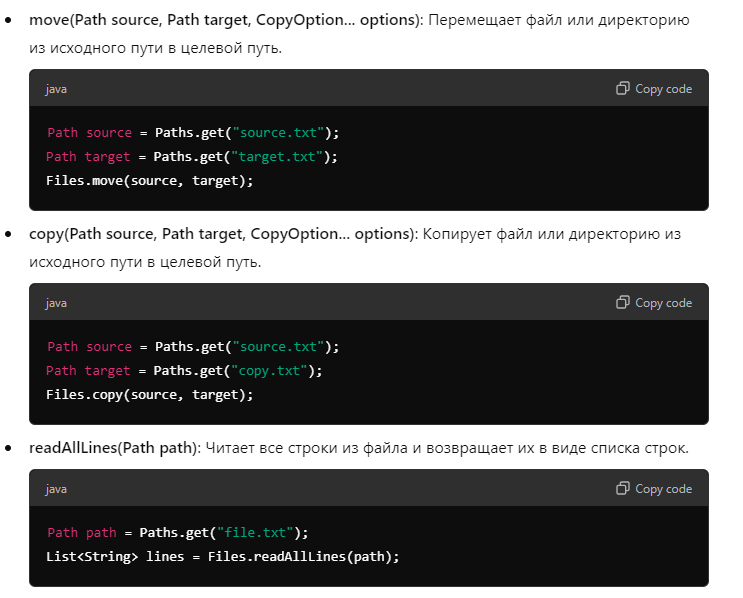 move(Path source, Path target, CopyOption... options): Перемещает файл или директорию
из исходного пути в целевой путь.
java
Copy code
Path source = Paths.get("source.txt");
Path target = Paths.get("target.txt");
Files.move(source, target);
copy(Path source, Path target, CopyOption... options): Копирует файл или директорию из
исходного пути в целевой путь.
java
Copy code
Path source = Paths.get("source.txt");
Path target = Paths.get("copy.txt");
Files.copy(source, target);
readAllLines(Path path): Читает все строки из файла и возвращает их в виде списка строк.
java
Copy code
Path path = Paths.get("file.txt");
List<String> lines = Files.readAllLines(path);